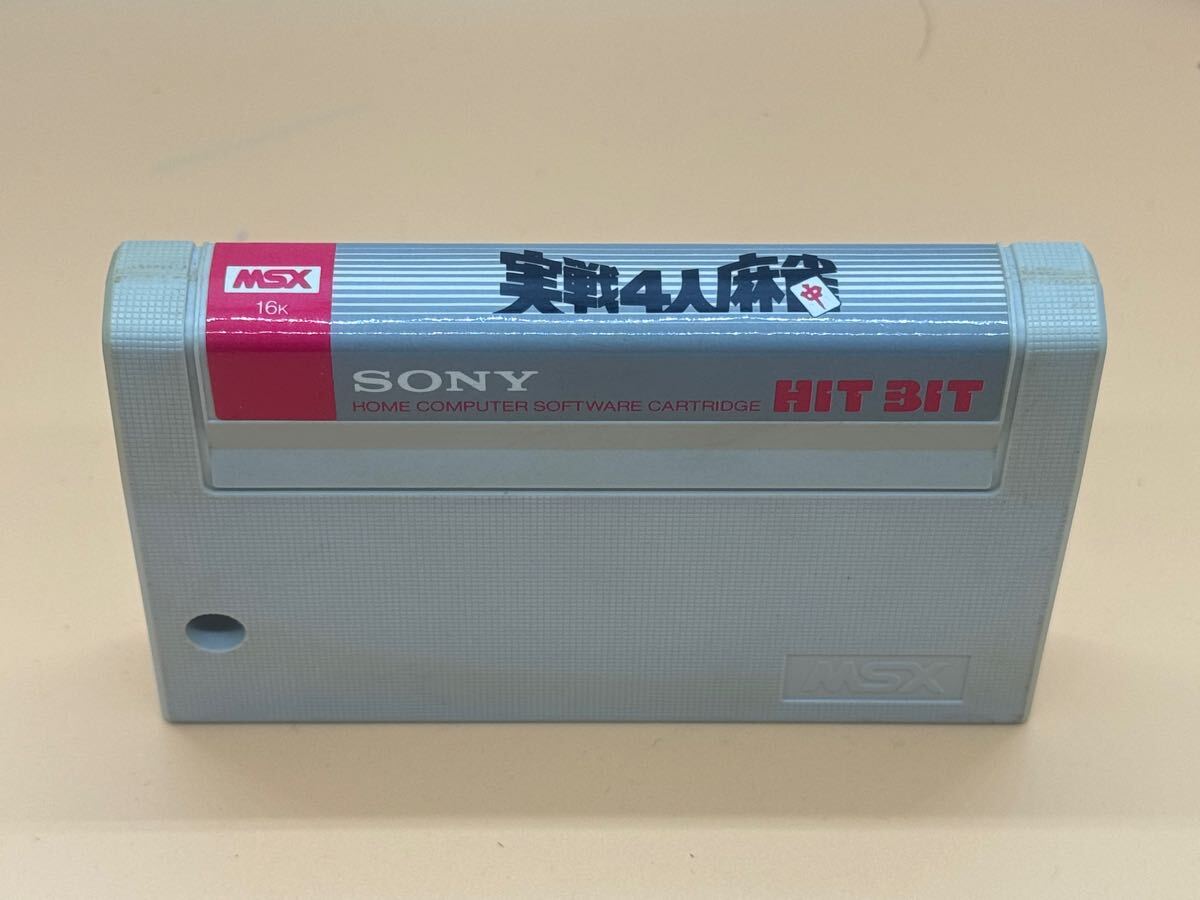 MSX
16K
実戦4人麻雀
中
SONY
HOME COMPUTER SOFTWARE CARTRIDGE
HIT BIT
MSX